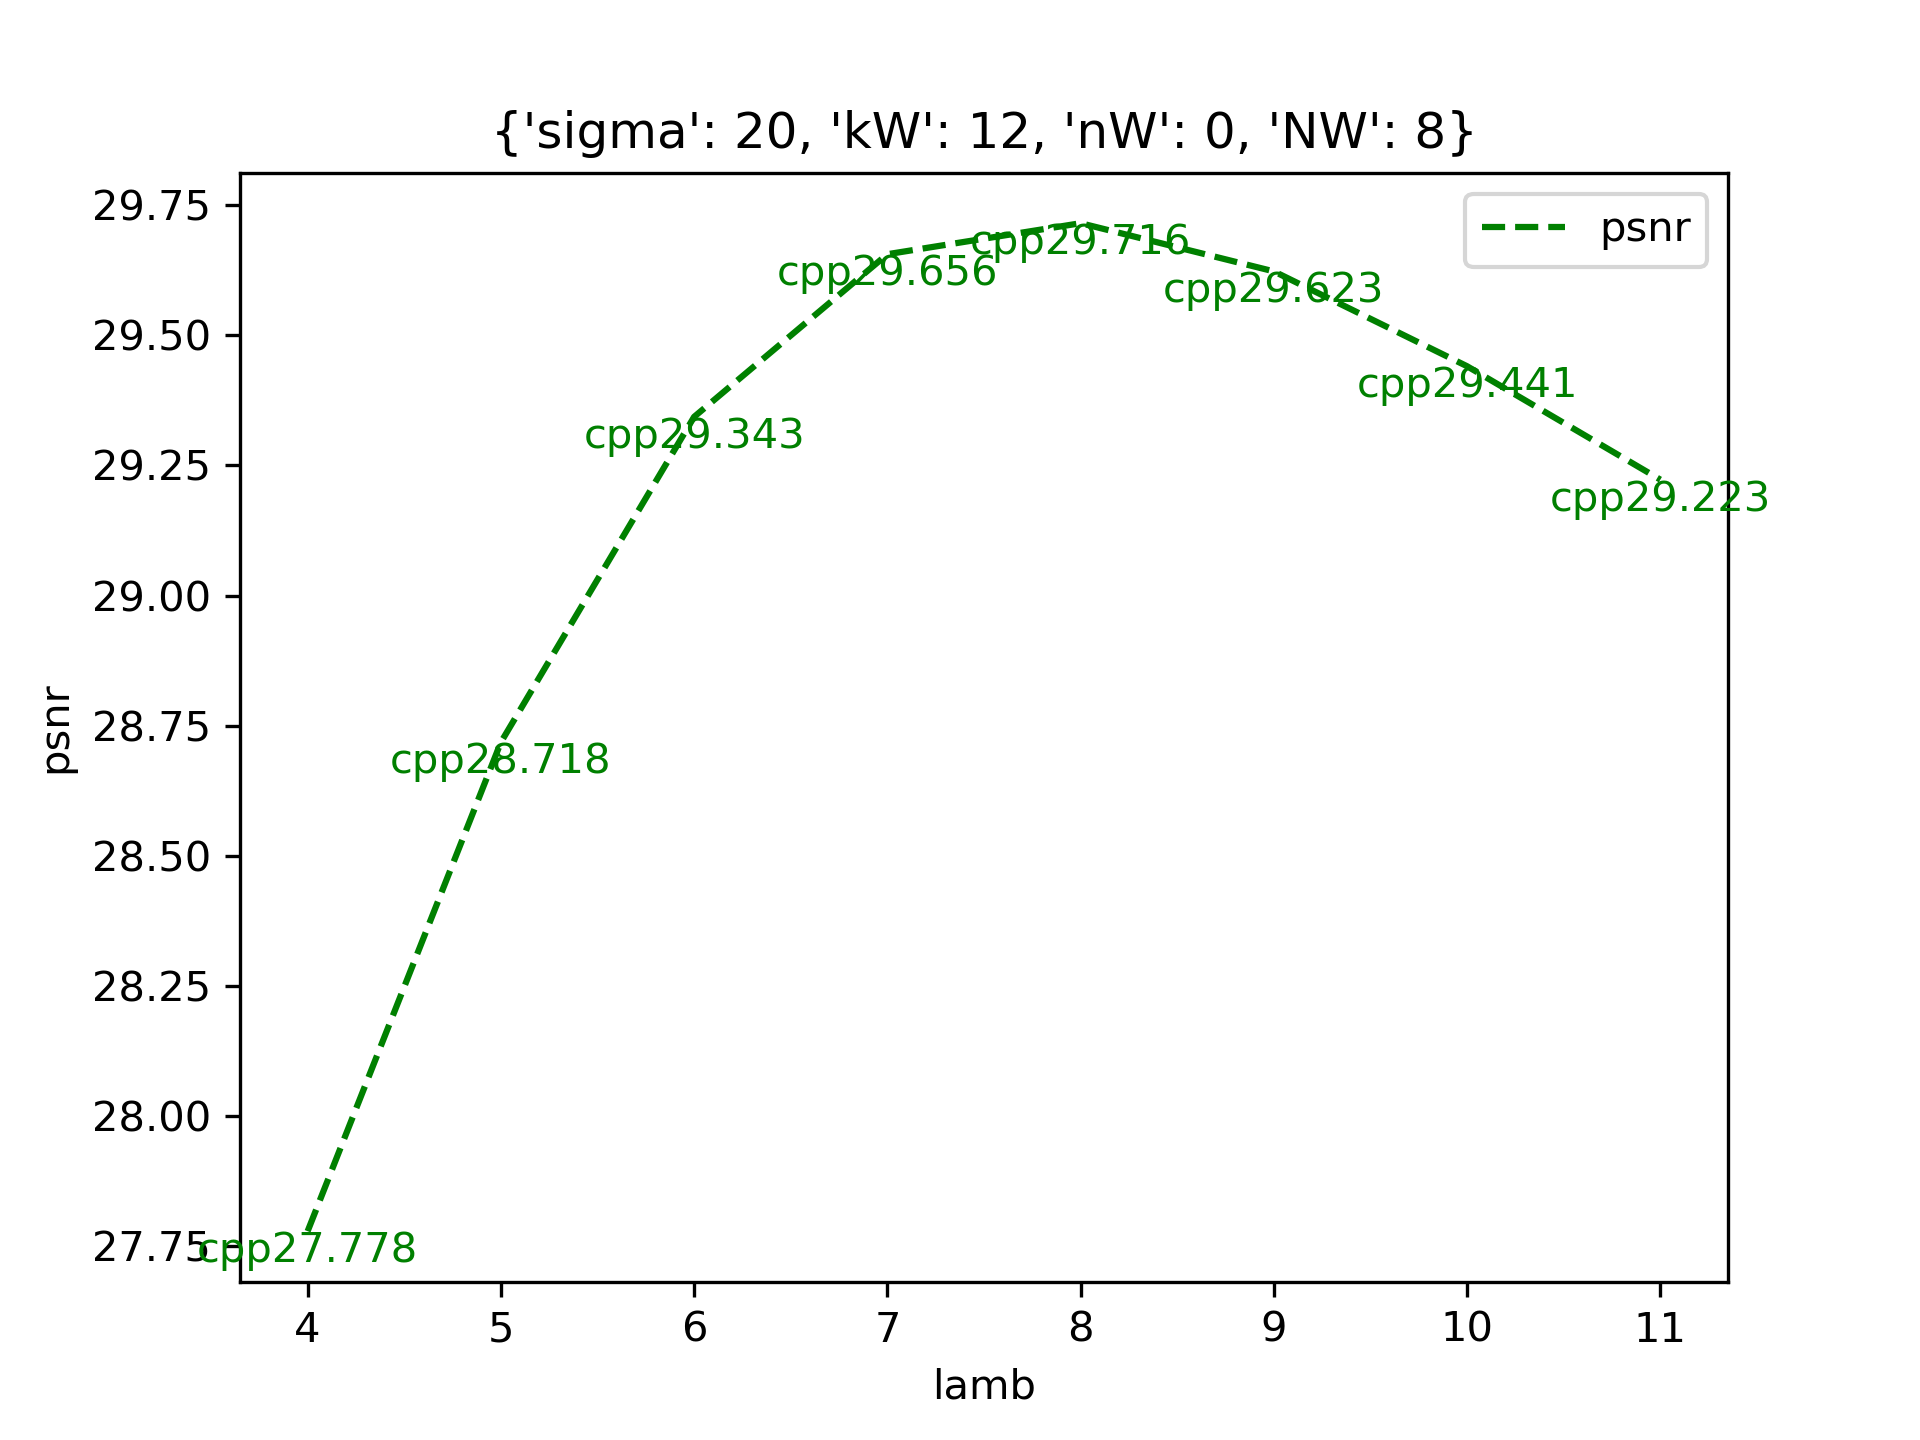 {'sigma': 20, 'kW': 12, 'nW': 0, 'NW': 8}
psnr
29.75
29.50
29.25
29.00
28.75
28.50
28.25
28.00
27.75
psnr
cpp27.778
cpp28.718
cpp29.343
cpp29.656
cpp29.716
cpp29.623
cpp29.441
cpp29.223
4 5 6 7 8 9 10 11
lamb